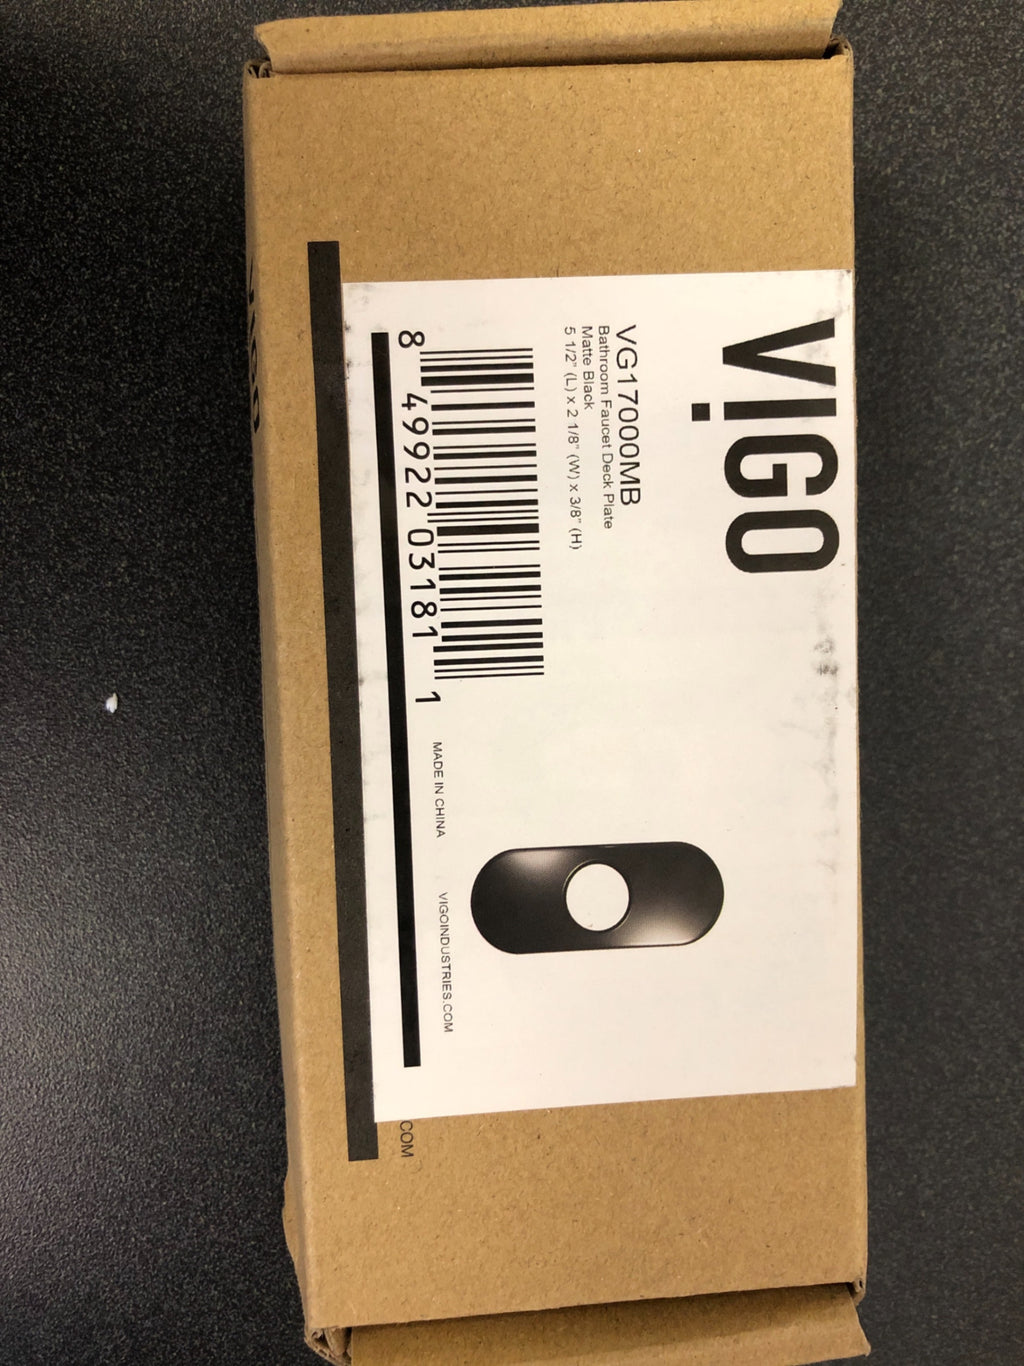 ViGO
VG17000MB
Bathroom Faucet Deck Plate
Matte Black
5 1/2" (L) x 2 1/8" (W) x 3/8" (H)
8 49922 03181 1
MADE IN CHINA
VIGOINDUSTRIES.COM
COM
ViGO